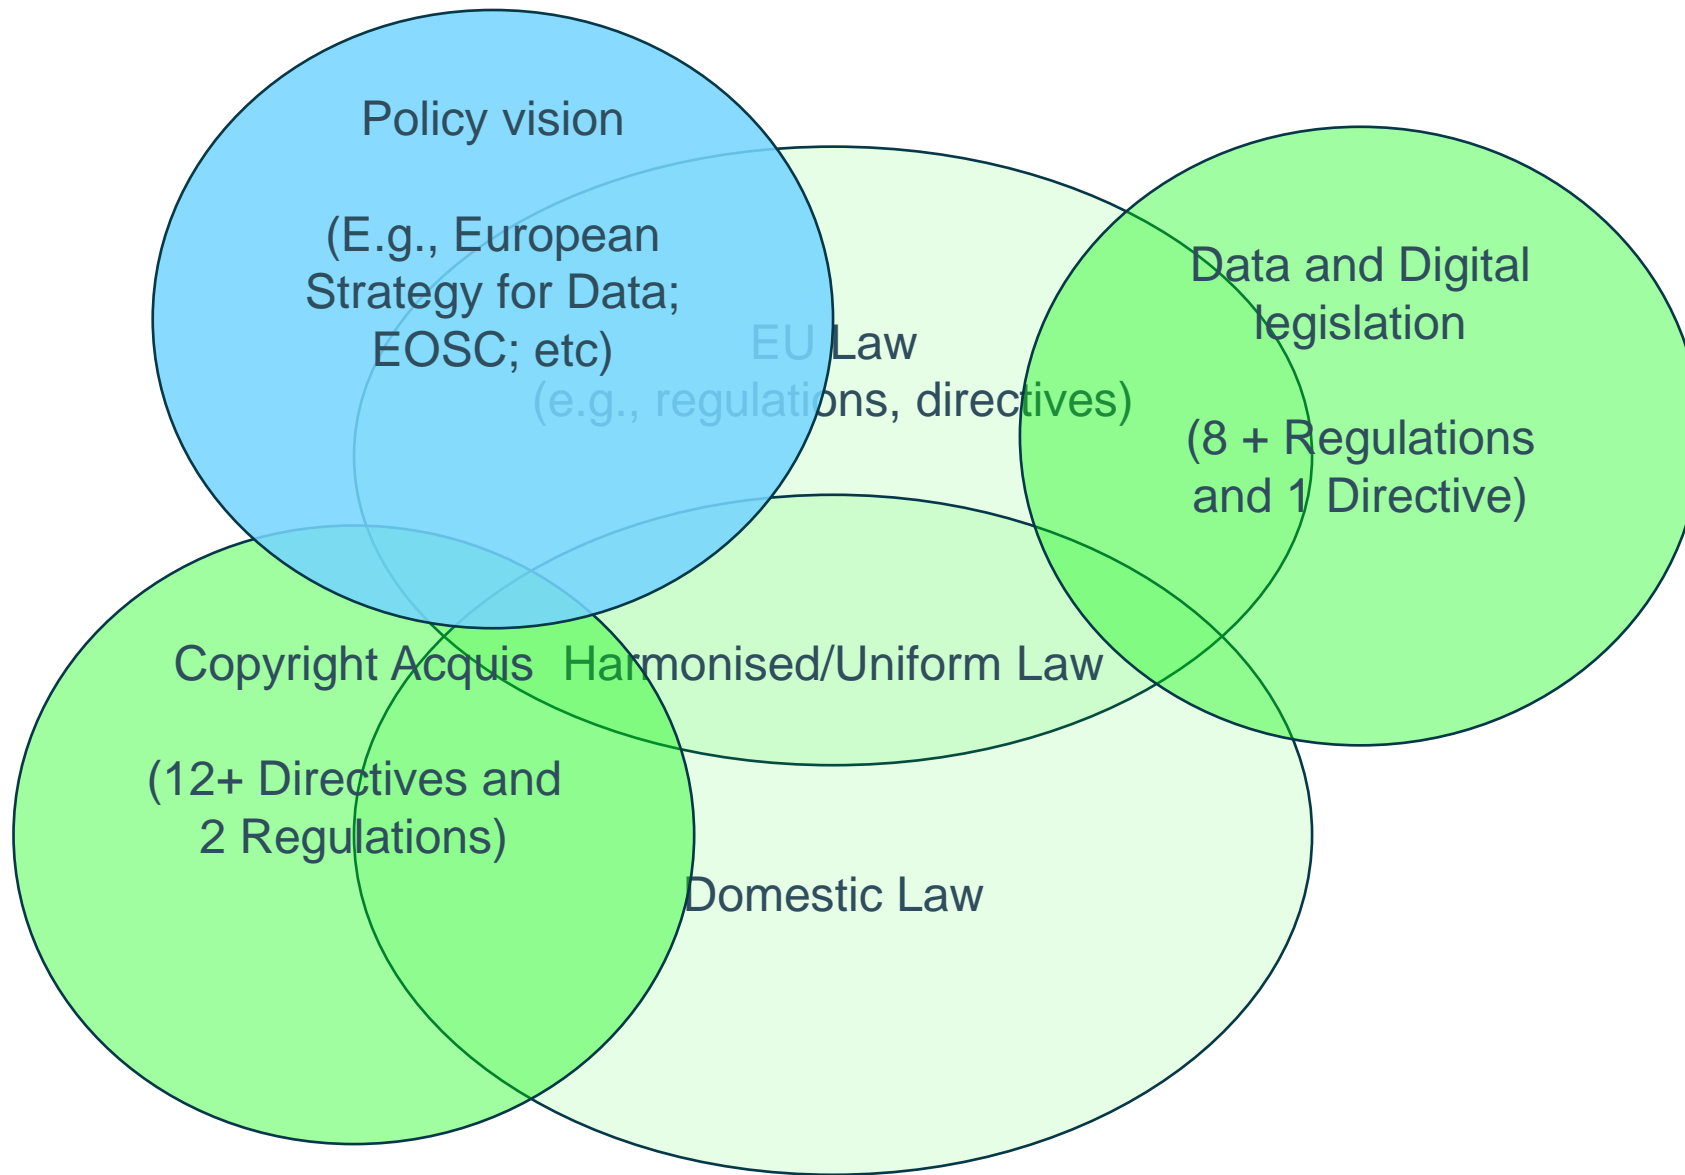 Policy vision
(E.g., European
Strategy for Data;
EOSC; etc)
EU Law
(e.g., regulations, directives)
Data and Digital
legislation
(8 + Regulations
and 1 Directive)
Copyright Acquis
(12+ Directives and
2 Regulations)
Harmonised/Uniform Law
Domestic Law